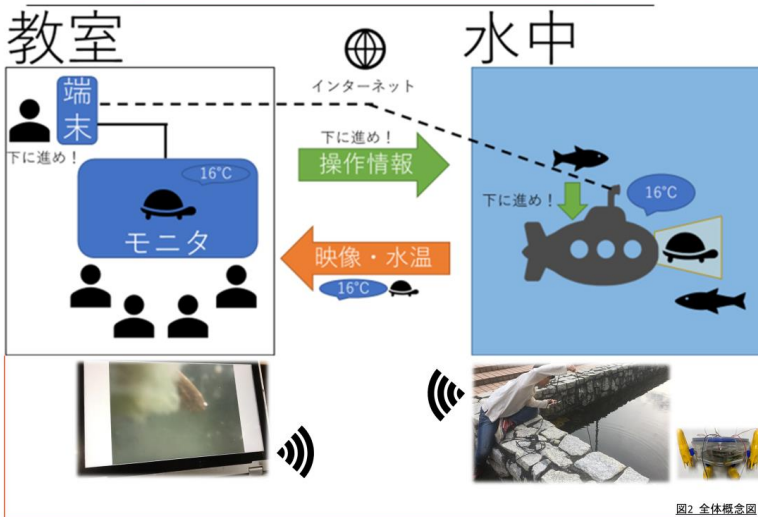 教室
水中
インターネット
端末
下に進め！
16℃
モニタ
下に進め！
操作情報
映像・水温
16℃
下に進め！
16℃
図2 全体概念図